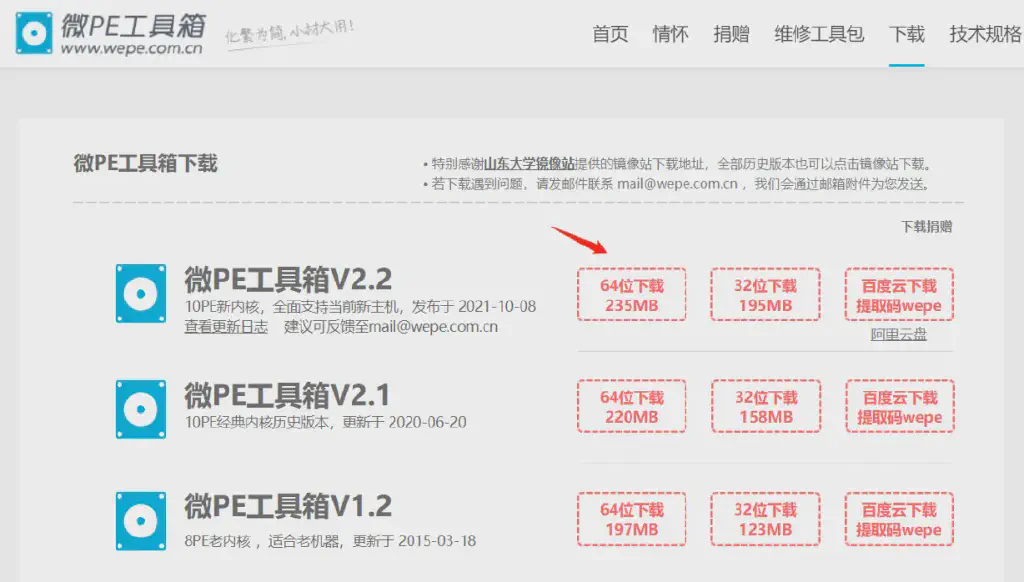 微PE工具箱
www.wepe.com.cn
化繁为简,小材大用!
首页 情怀 捐赠 维修工具包 下载 技术规格
微PE工具箱下载
• 特别感谢山东大学镜像站提供的镜像站下载地址，全部历史版本也可以点击镜像站下载。
• 若下载遇到问题，请发邮件联系 mail@wepe.com.cn ，我们会通过邮箱附件为您发送。
下载捐赠
微PE工具箱V2.2
10PE新内核，全面支持当前新主机，发布于 2021-10-08
查看更新日志 建议可反馈至mail@wepe.com.cn
64位下载
235MB
32位下载
195MB
百度云下载
提取码wepe
阿里云盘
微PE工具箱V2.1
10PE经典内核历史版本，更新于 2020-06-20
64位下载
220MB
32位下载
158MB
百度云下载
提取码wepe
微PE工具箱V1.2
8PE老内核 ，适合老机器，更新于 2015-03-18
64位下载
197MB
32位下载
123MB
百度云下载
提取码wepe